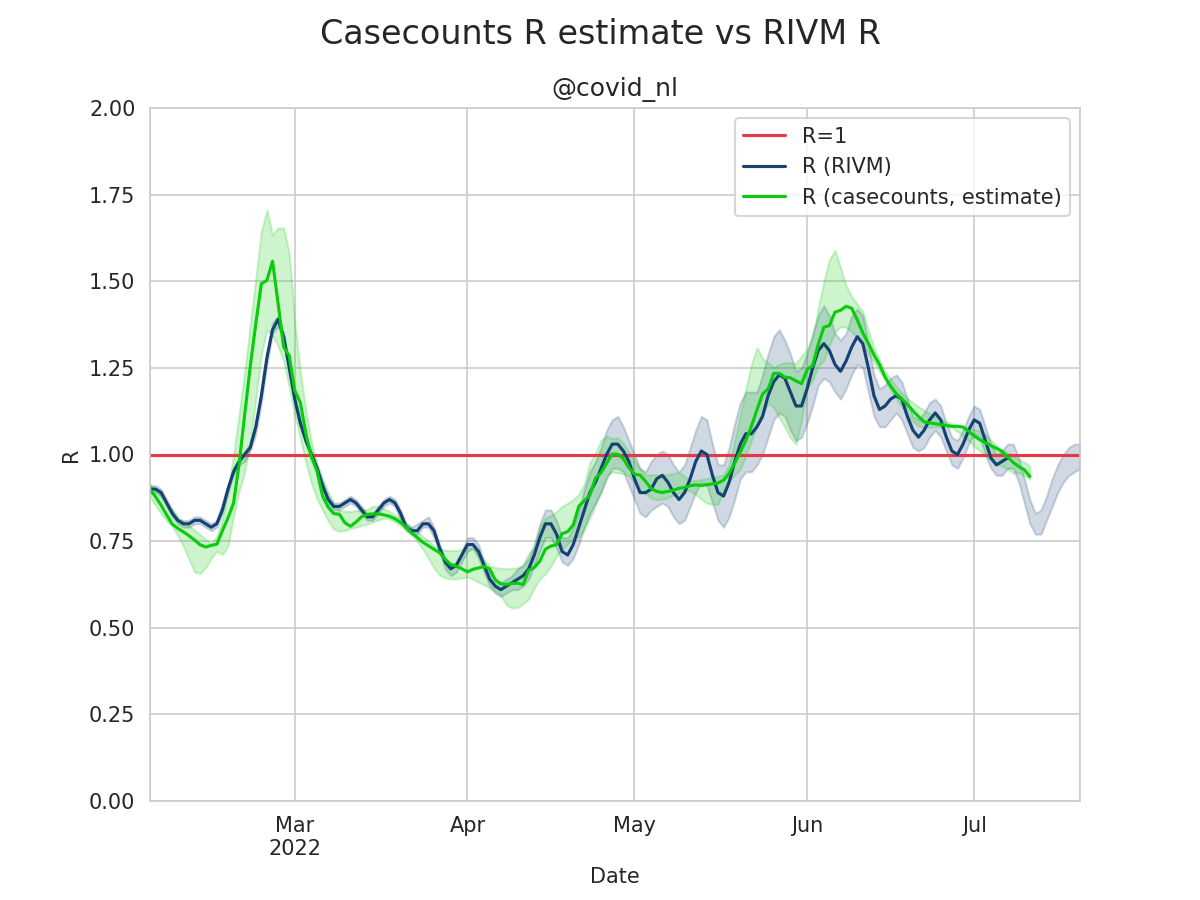 Casecounts R estimate vs RIVM R
@covid_nl
2.00
1.75
1.50
1.25
1.00
0.75
0.50
0.25
0.00
R
R=1
R (RIVM)
R (casecounts, estimate)
Mar
2022
Apr
May
Jun
Jul
Date